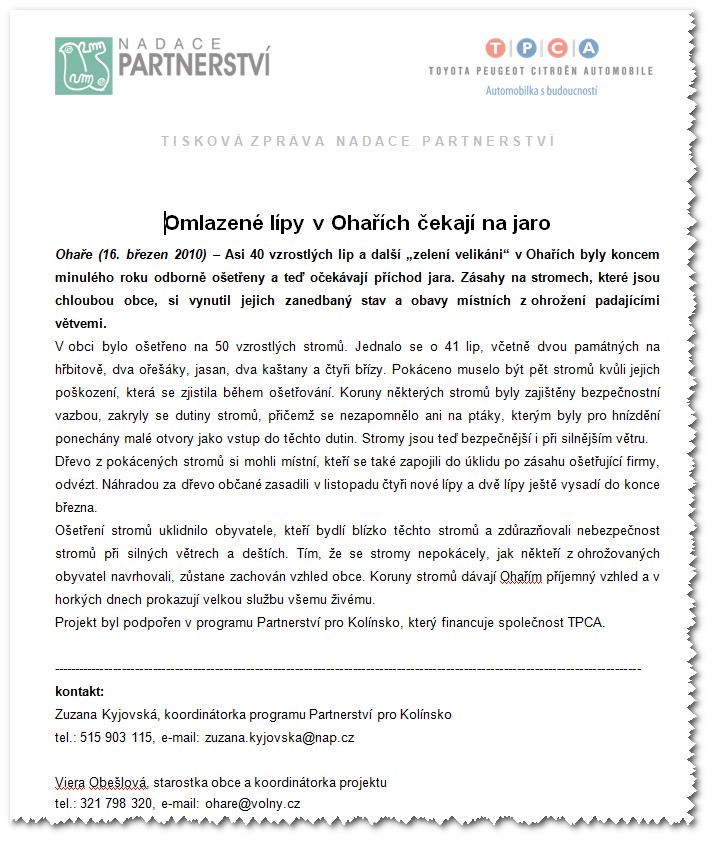 NADACE
PARTNERSTVÍ
TPCA
TOYOTA PEUGEOT CITROËN AUTOMOBILE
Automobilka s budoucností
TISKOVÁ ZPRÁVA NADACE PARTNERSTVÍ
Omlazené lípy v Ohařích čekají na jaro
Ohaře (16. březen 2010) – Asi 40 vzrostlých lip a další „zelení velikáni“ v Ohařích byly koncem
minulého roku odborně ošetřeny a teď očekávají příchod jara. Zásahy na stromech, které jsou
chloubou obce, si vynutil jejich zanedbaný stav a obavy místních z ohrožení padajícími
větvemi.
V obci bylo ošetřeno na 50 vzrostlých stromů. Jednalo se o 41 lip, včetně dvou památných na
hřbitově, dva ořešáky, jasan, dva kaštany a čtyři břízy. Pokáceno muselo být pět stromů kvůli jejich
poškození, která se zjistila během ošetřování. Koruny některých stromů byly zajištěny bezpečnostní
vazbou, zakryly se dutiny stromů, přičemž se nezapomnělo ani na ptáky, kterým byly pro hnízdění
ponechány malé otvory jako vstup do těchto dutin. Stromy jsou teď bezpečnější i při silnějším větru.
Dřevo z pokácených stromů si mohli místní, kteří se také zapojili do úklidu po zásahu ošetřující firmy,
odvézt. Náhradou za dřevo občané zasadili v listopadu čtyři nové lípy a dvě lípy ještě vysadí do konce
března.
Ošetření stromů uklidnilo obyvatele, kteří bydlí blízko těchto stromů a zdůrazňovali nebezpečnost
stromů při silných větrech a deštích. Tím, že se stromy nepokácely, jak někteří z ohrožovaných
obyvatel navrhovali, zůstane zachován vzhled obce. Koruny stromů dávají Ohařím příjemný vzhled a v
horkých dnech prokazují velkou službu všemu živému.
Projekt byl podpořen v programu Partnerství pro Kolínsko, který financuje společnost TPCA.
kontakt:
Zuzana Kyjovská, koordinátorka programu Partnerství pro Kolínsko
tel.: 515 903 115, e-mail: zuzana.kyjovska@nap.cz
Viera Obešlová, starostka obce a koordinátorka projektu
tel.: 321 798 320, e-mail: ohare@volny.cz